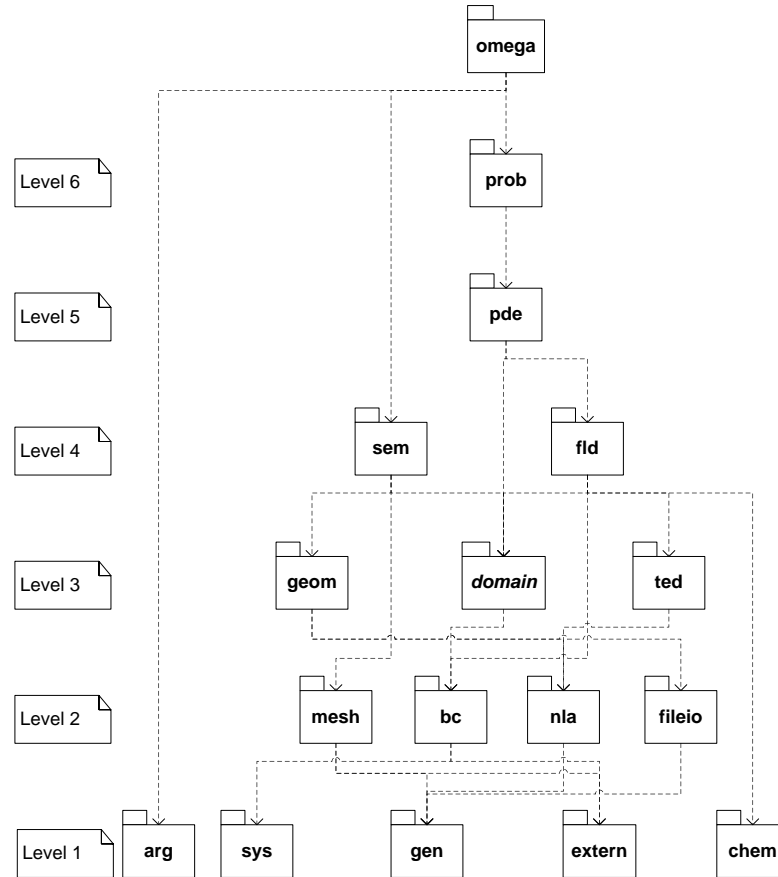 omega
Level 6
prob
Level 5
pde
Level 4
sem
fld
Level 3
geom
domain
ted
Level 2
mesh
bc
nla
fileio
Level 1
arg
sys
gen
extern
chem